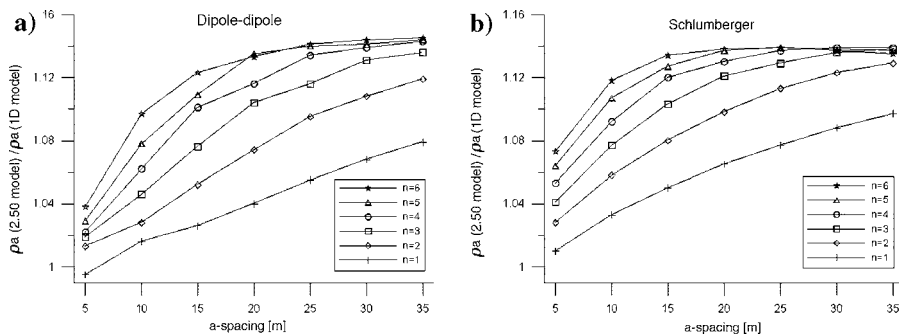 a)
Dipole-dipole
ρa (2.50 model) / ρa (1D model)
1.16
1.12
1.08
1.04
1
n=6
n=5
n=4
n=3
n=2
n=1
5 10 15 20 25 30 35
a-spacing [m]
b)
Schlumberger
ρa (2.50 model) / ρa (1D model)
1.16
1.12
1.08
1.04
1
n=6
n=5
n=4
n=3
n=2
n=1
5 10 15 20 25 30 35
a-spacing [m]